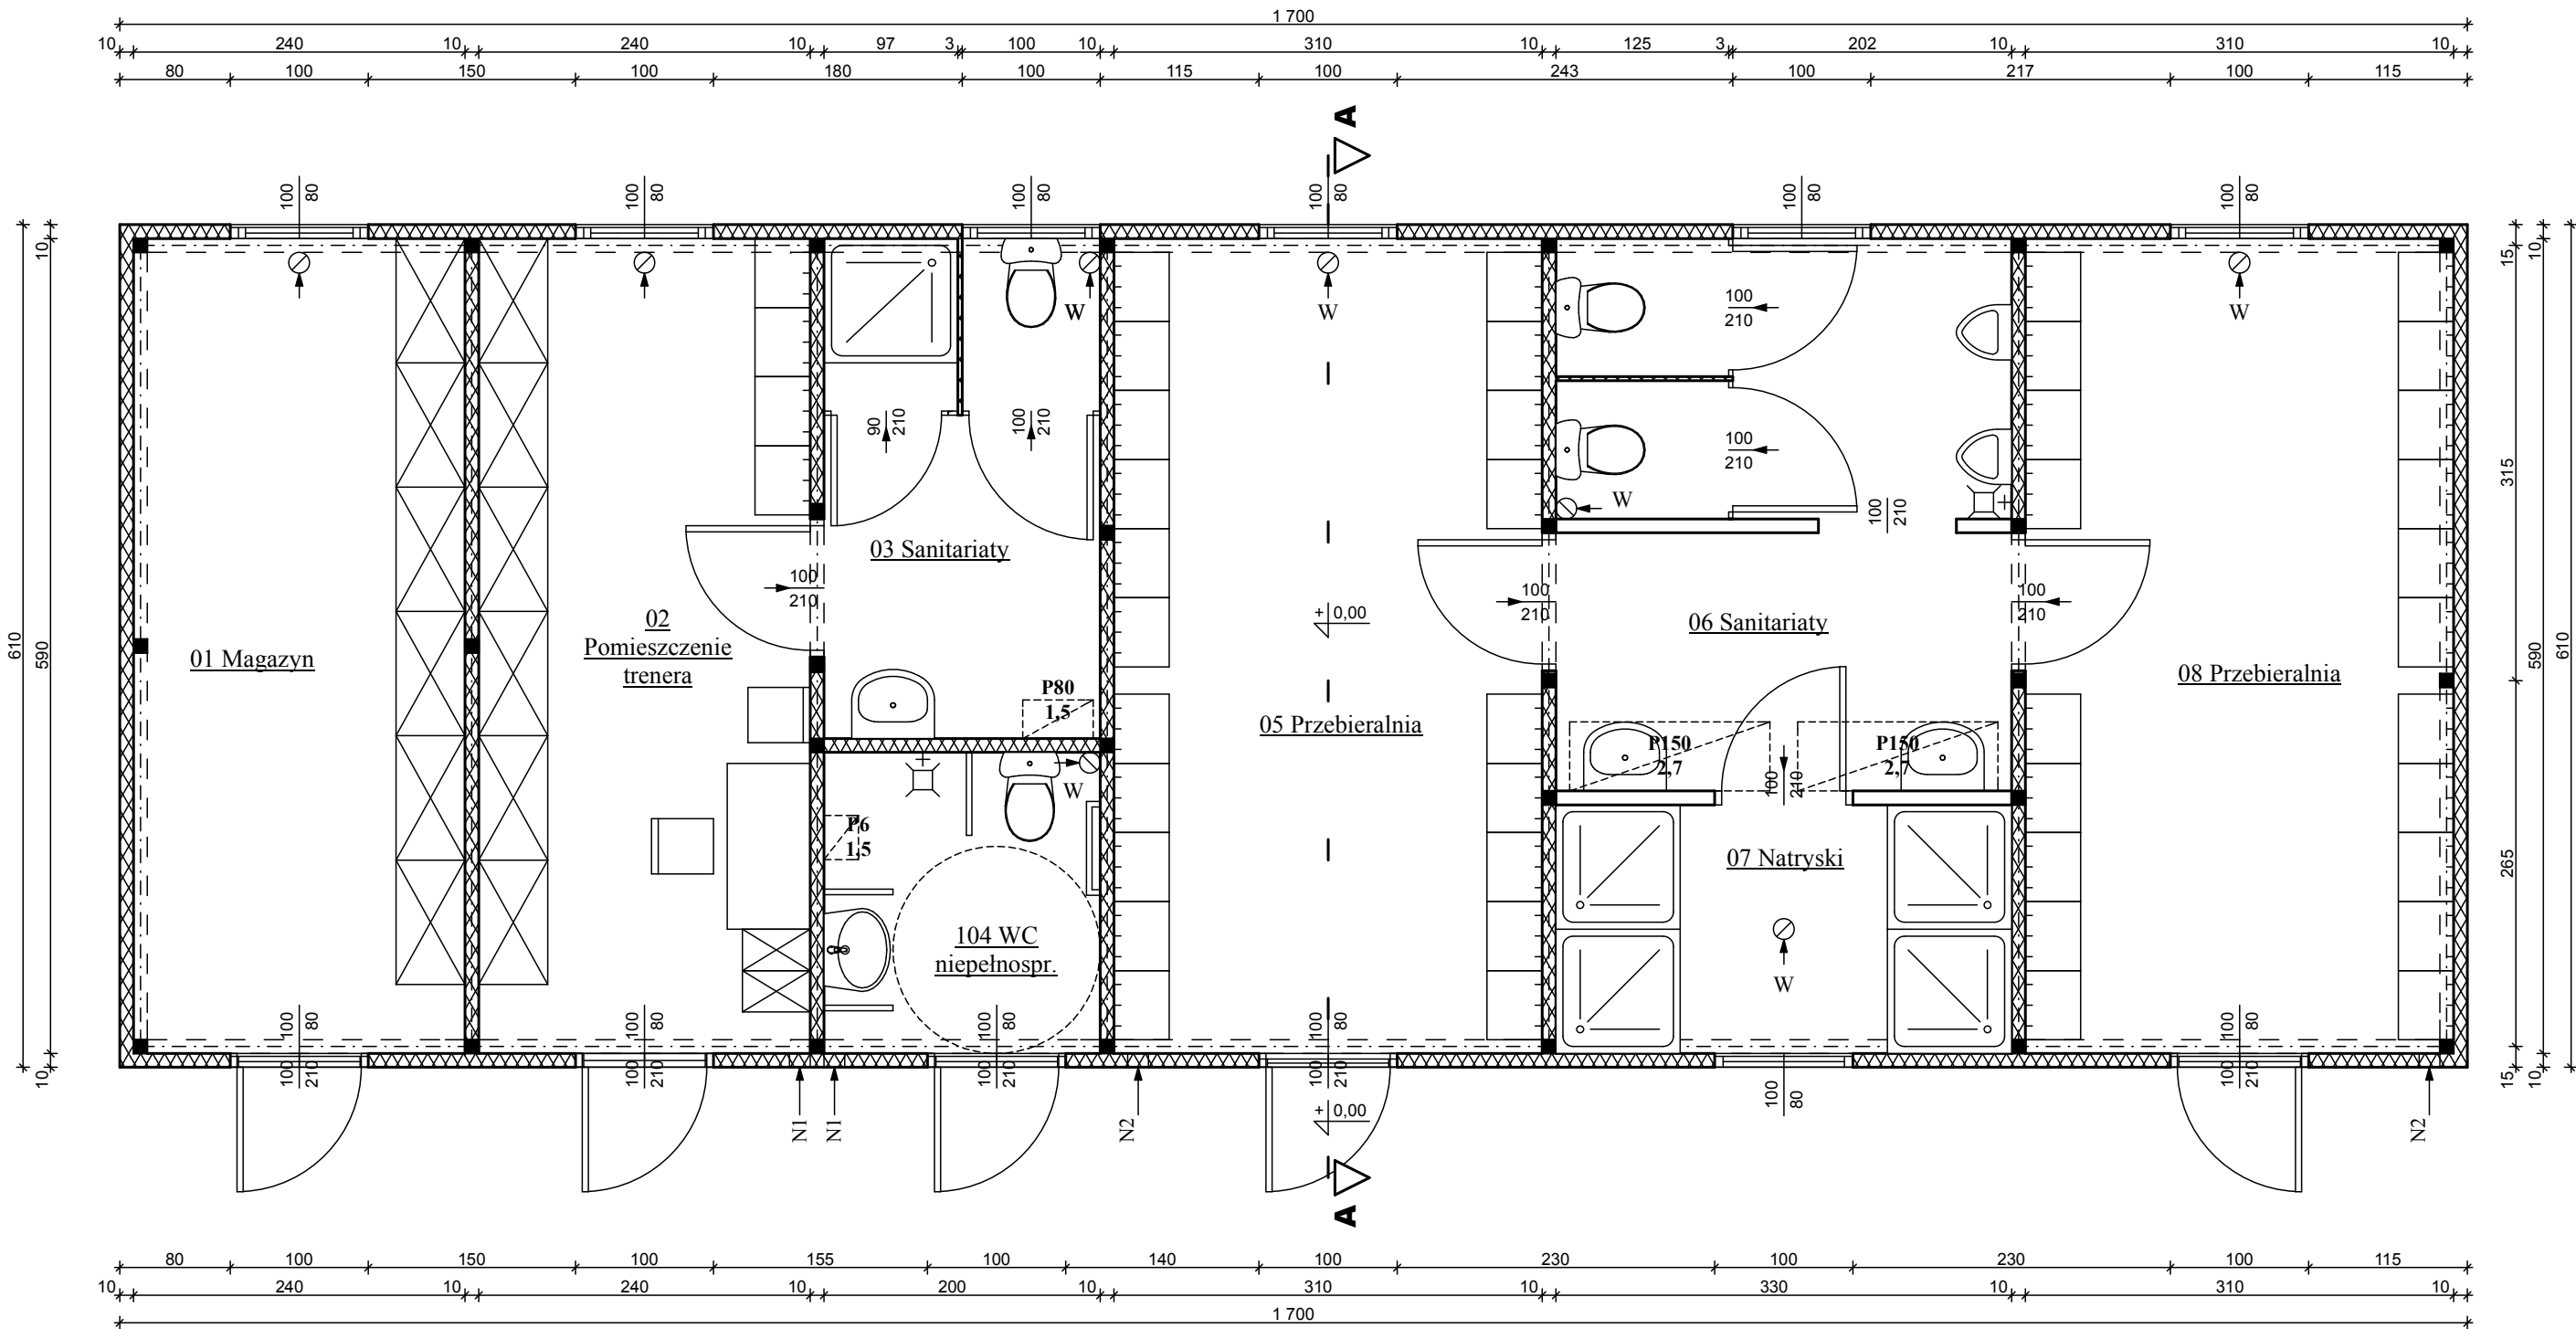 1 700
10 240 10 240 10 97 3 100 10 310 10 125 3 202 10 310 10
80 100 150 100 180 100 115 100 243 100 217 100 115
A
100 80 100 80 100 80 100 80 100 80 100 80
10 15 10
W W W
100
210
90 210 100 210
100
210
315
W
100 210
03 Sanitariaty
100
210
100
210
100
210
+ 0,00
02
Pomieszczenie
trenera
06 Sanitariaty
610 590 590 610
01 Magazyn
08 Przebieralnia
P80
1,5
05 Przebieralnia
P150
2,7
P150
2,7
100 210
W
P6
1,5
07 Natryski
265
104 WC
niepełnospr.
W
100 80 100 80 100 80 100 80 100 80
100 210 100 210 100 210 100 210 100 210
10 15 10
100 80
+ 0,00
N1 N1 N2 N2
A
80 100 150 100 155 100 140 100 230 100 230 100 115
10 240 10 240 10 200 10 310 10 330 10 310 10
1 700